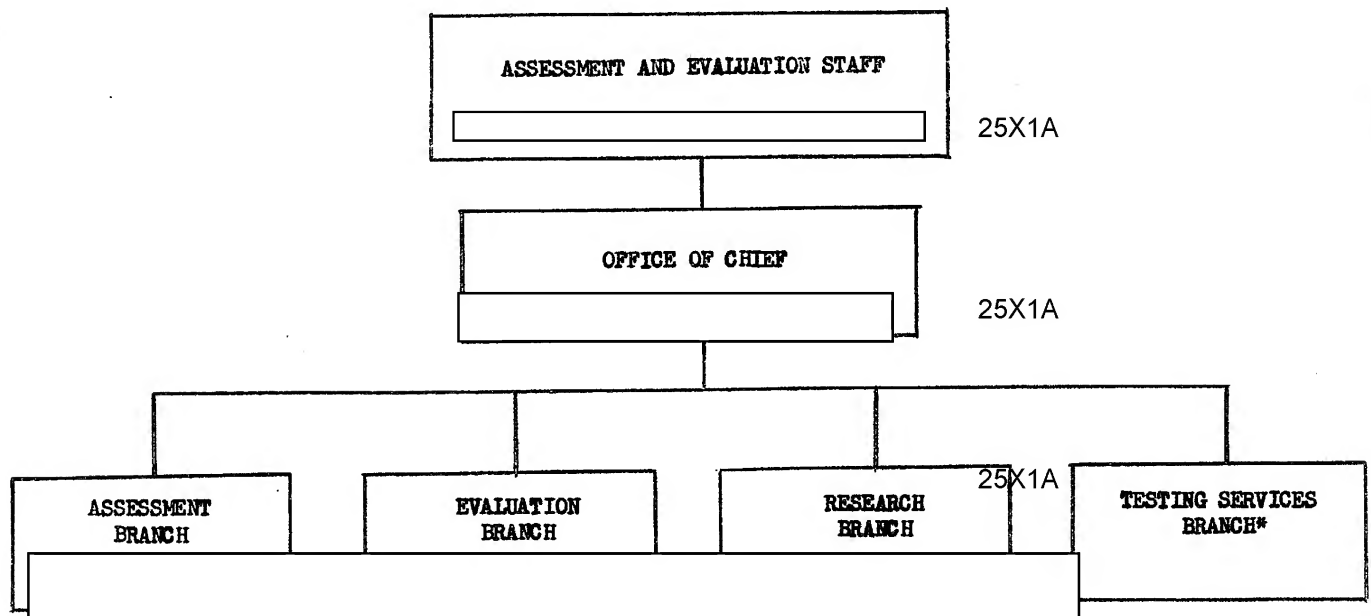 ASSESSMENT AND EVALUATION STAFF
25X1A
OFFICE OF CHIEF
25X1A
25X1A
ASSESSMENT
BRANCH
EVALUATION
BRANCH
RESEARCH
BRANCH
TESTING SERVICES
BRANCH*